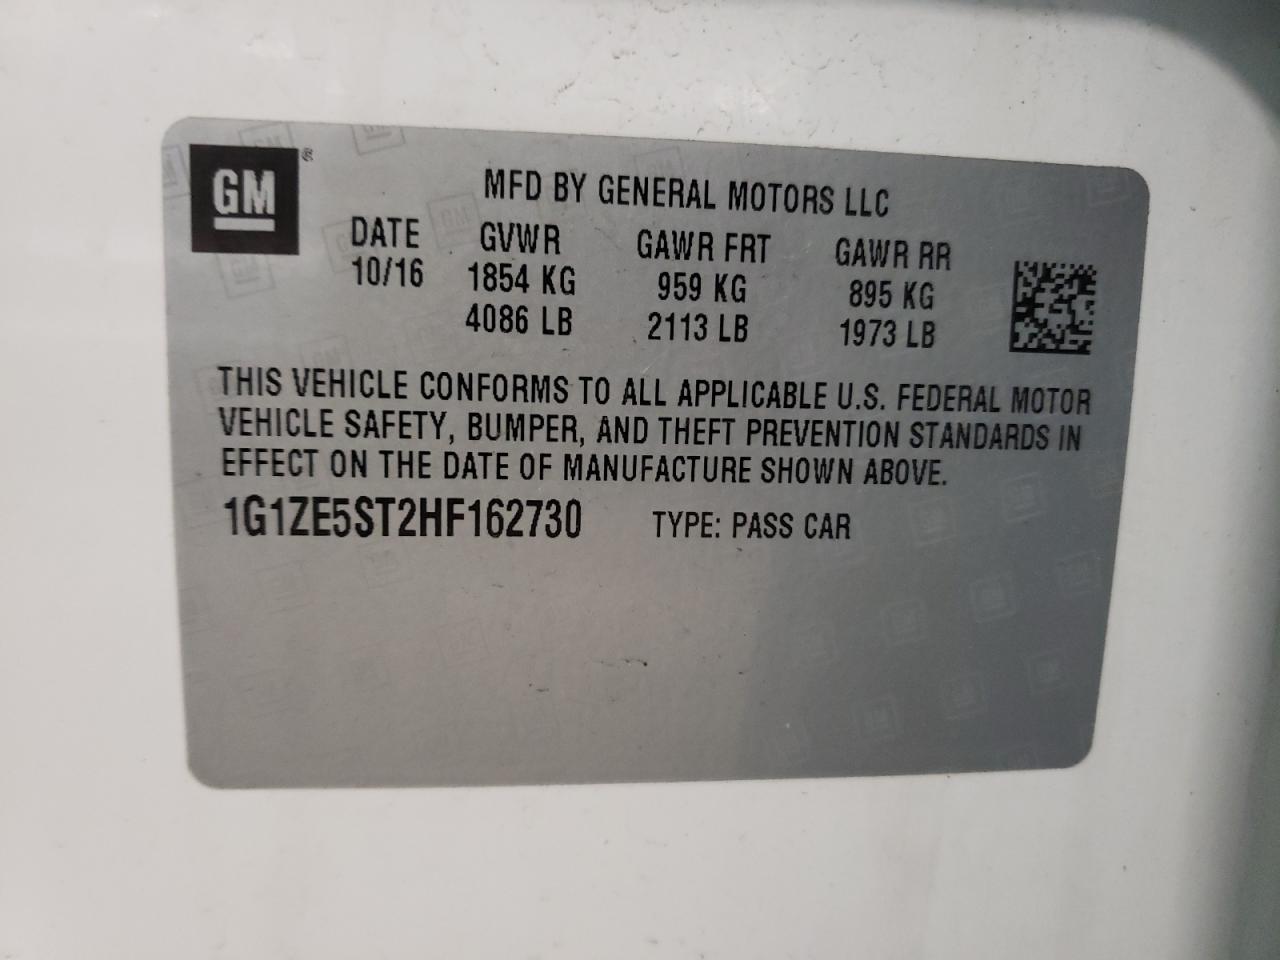 GM ®
MFD BY GENERAL MOTORS LLC
DATE GVWR GAWR FRT GAWR RR
10/16 1854 KG 959 KG 895 KG
4086 LB 2113 LB 1973 LB
THIS VEHICLE CONFORMS TO ALL APPLICABLE U.S. FEDERAL MOTOR
VEHICLE SAFETY, BUMPER, AND THEFT PREVENTION STANDARDS IN
EFFECT ON THE DATE OF MANUFACTURE SHOWN ABOVE.
1G1ZE5ST2HF162730 TYPE: PASS CAR